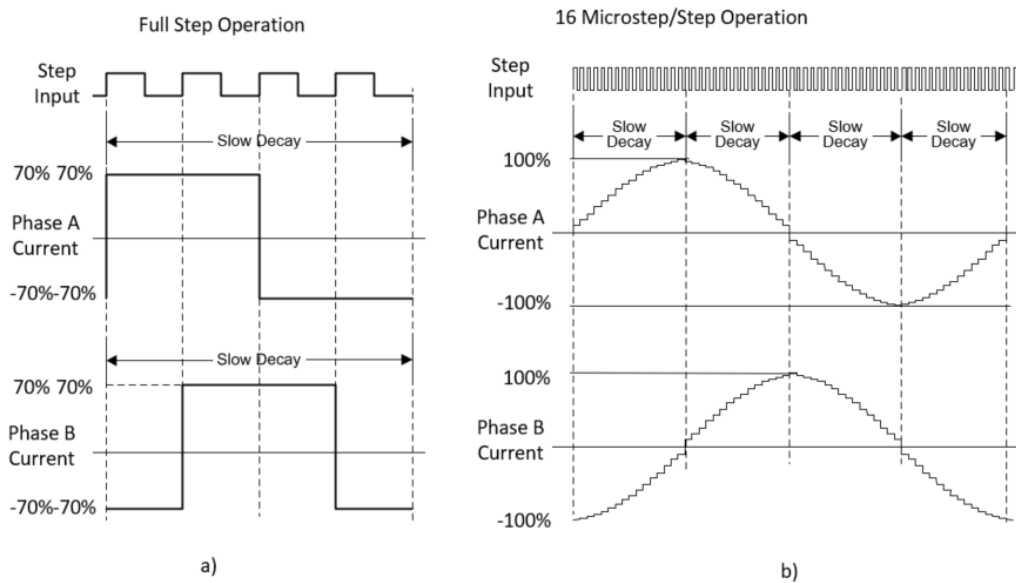 Full Step Operation
Step
Input
Slow Decay
70% 70%
Phase A
Current
-70%-70%
Slow Decay
70% 70%
Phase B
Current
-70%-70%
a)
16 Microstep/Step Operation
Step
Input
Slow
Decay
Slow
Decay
Slow
Decay
Slow
Decay
100%
Phase A
Current
-100%
100%
Phase B
Current
-100%
b)